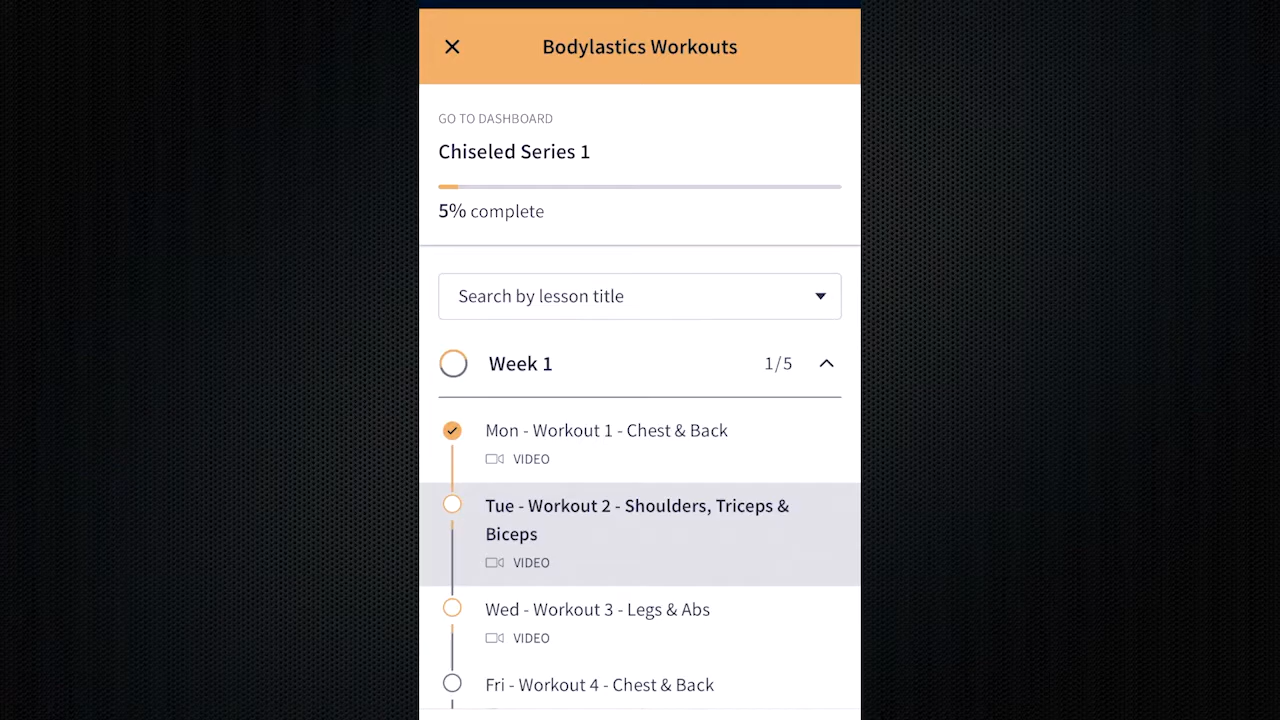 Bodylastics Workouts
GO TO DASHBOARD
Chiseled Series 1
5% complete
Search by lesson title
Week 1 1/5
Mon - Workout 1 - Chest & Back
VIDEO
Tue - Workout 2 - Shoulders, Triceps &
Biceps
VIDEO
Wed - Workout 3 - Legs & Abs
VIDEO
Fri - Workout 4 - Chest & Back